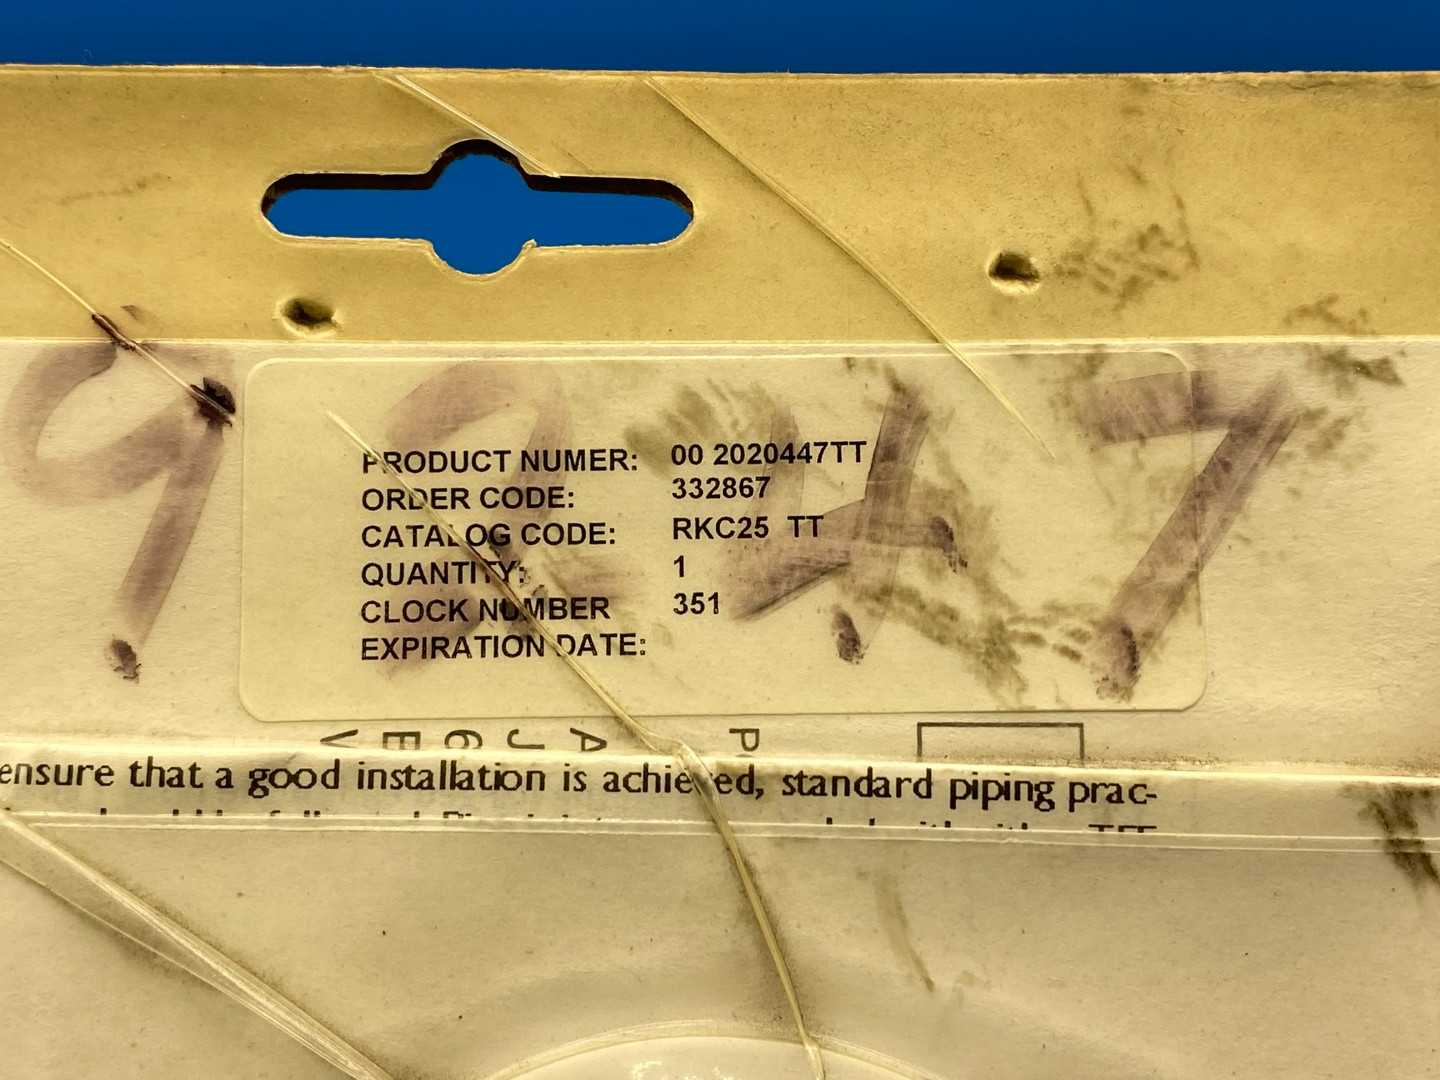 9247
PRODUCT NUMER: 00 2020447TT
ORDER CODE: 332867
CATALOG CODE: RKC25 TT
QUANTITY: 1
CLOCK NUMBER 351
EXPIRATION DATE:
ensure that a good installation is achieved, standard piping prac-